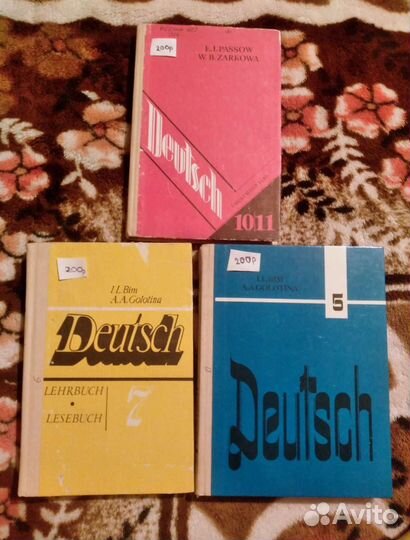 200р
E.I.PASSOW
W.B.ZARKOWA
Deutsch
10.11
200р
I.L.Bim
A.A.Golotina
Deutsch
LEHRBUCH
•
LESEBUCH
7
200р
I.L.BIM
A.A.GOLOTINA
5
Deutsch
Avito